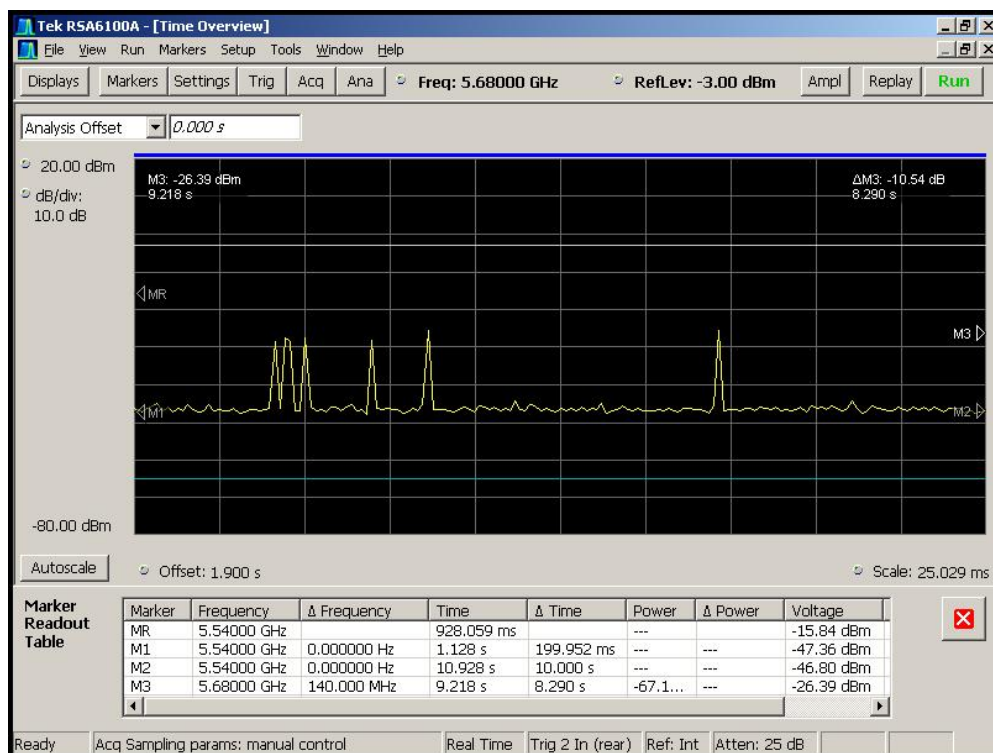 Tek RSA6100A - [Time Overview]
File View Run Markers Setup Tools Window Help
Displays Markers Settings Trig Acq Ana Freq: 5.68000 GHz RefLev: -3.00 dBm Ampl Replay Run
Analysis Offset 0.000 s
20.00 dBm
dB/div:
10.0 dB
M3: -26.39 dBm
9.218 s
ΔM3: -10.54 dB
8.290 s
MR
M3
M1
M2
-80.00 dBm
Autoscale Offset: 1.900 s Scale: 25.029 ms
Marker
Readout
Table
Marker Frequency Δ Frequency Time Δ Time Power Δ Power Voltage
MR 5.54000 GHz 928.059 ms --- -15.84 dBm
M1 5.54000 GHz 0.000000 Hz 1.128 s 199.952 ms --- --- -47.36 dBm
M2 5.54000 GHz 0.000000 Hz 10.928 s 10.000 s --- --- -46.80 dBm
M3 5.68000 GHz 140.000 MHz 9.218 s 8.290 s -67.1... --- -26.39 dBm
Ready Acq Sampling params: manual control Real Time Trig 2 In (rear) Ref: Int Atten: 25 dB